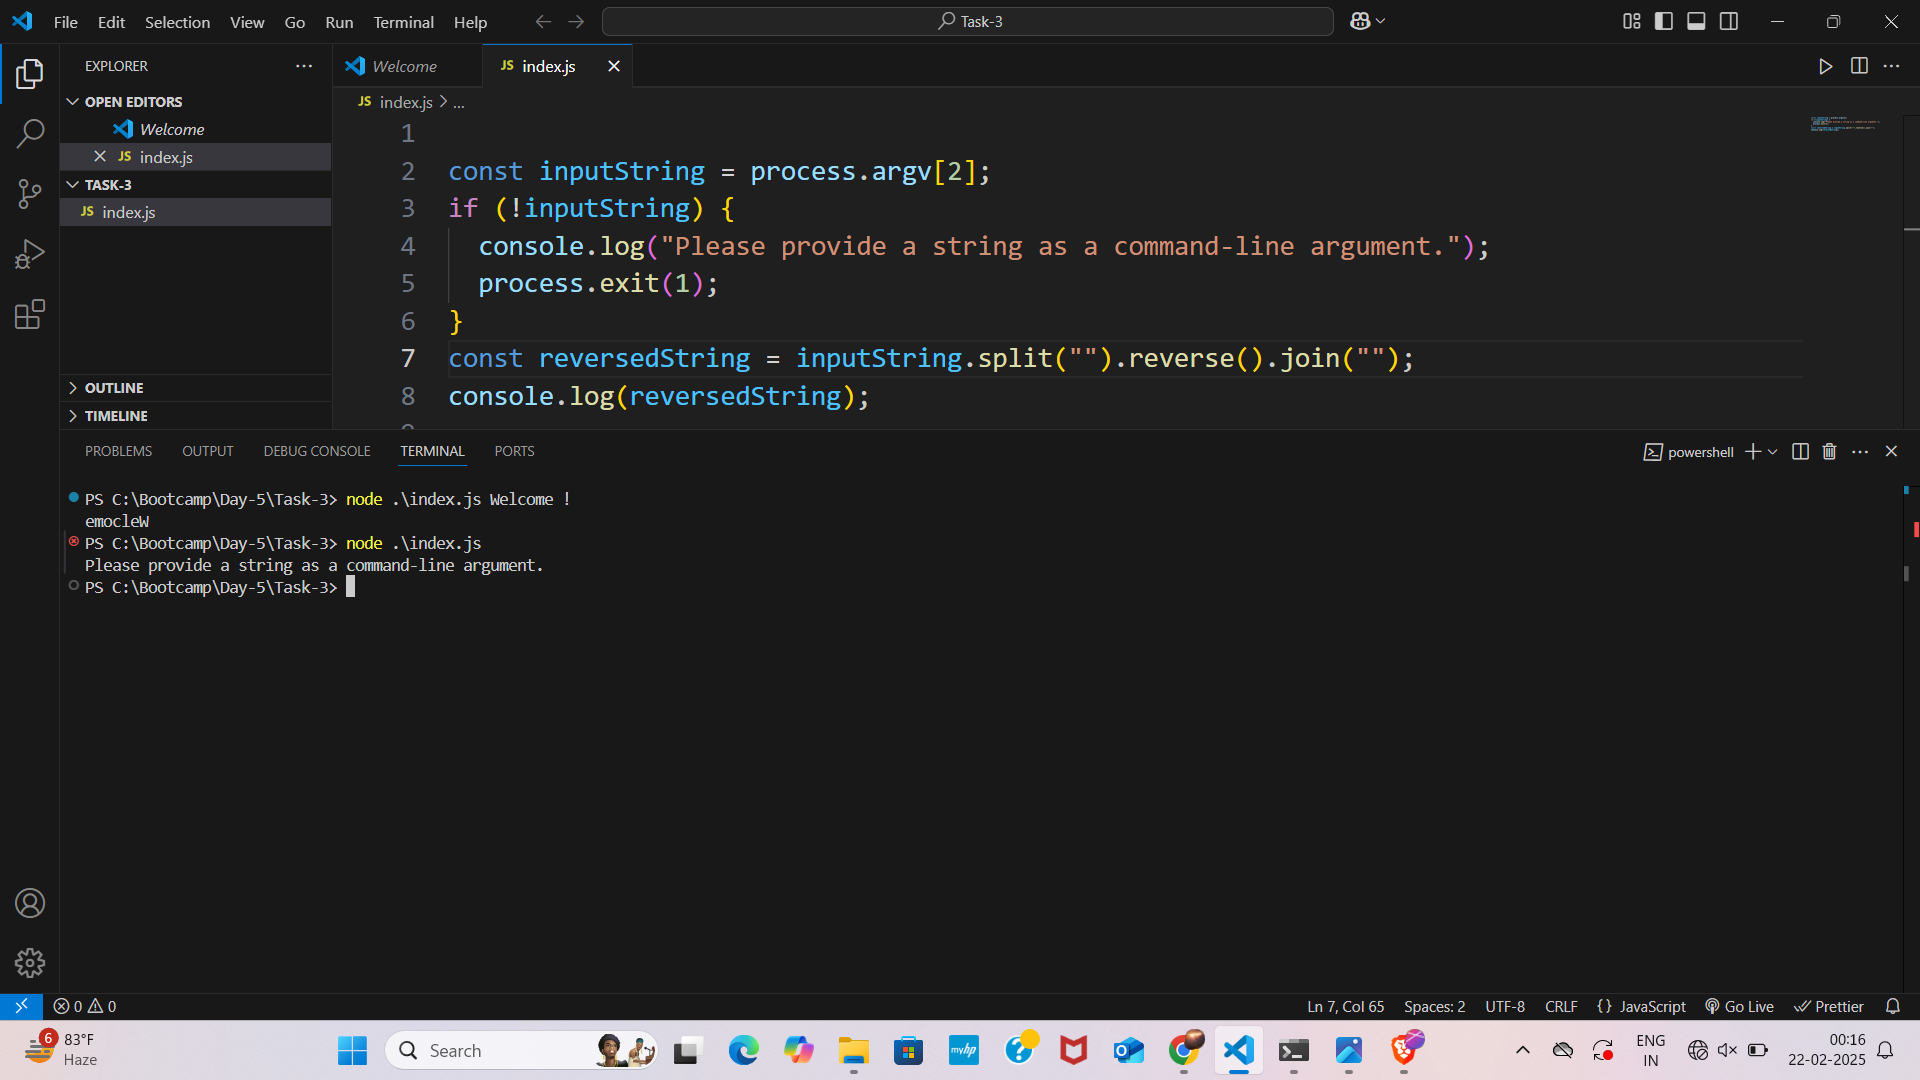 File Edit Selection View Go Run Terminal Help
Task-3
EXPLORER
Welcome
JS index.js
OPEN EDITORS
Welcome
JS index.js
TASK-3
JS index.js
OUTLINE
TIMELINE
JS index.js > ...
1
2 const inputString = process.argv[2];
3 if (!inputString) {
4 console.log("Please provide a string as a command-line argument.");
5 process.exit(1);
6 }
7 const reversedString = inputString.split("").reverse().join("");
8 console.log(reversedString);
PROBLEMS OUTPUT DEBUG CONSOLE TERMINAL PORTS
powershell
PS C:\Bootcamp\Day-5\Task-3> node .\index.js Welcome !
emocleW
PS C:\Bootcamp\Day-5\Task-3> node .\index.js
Please provide a string as a command-line argument.
PS C:\Bootcamp\Day-5\Task-3>
0 0
Ln 7, Col 65 Spaces: 2 UTF-8 CRLF {} JavaScript Go Live Prettier
6
83°F
Haze
Search
myhp
ENG
IN
00:16
22-02-2025